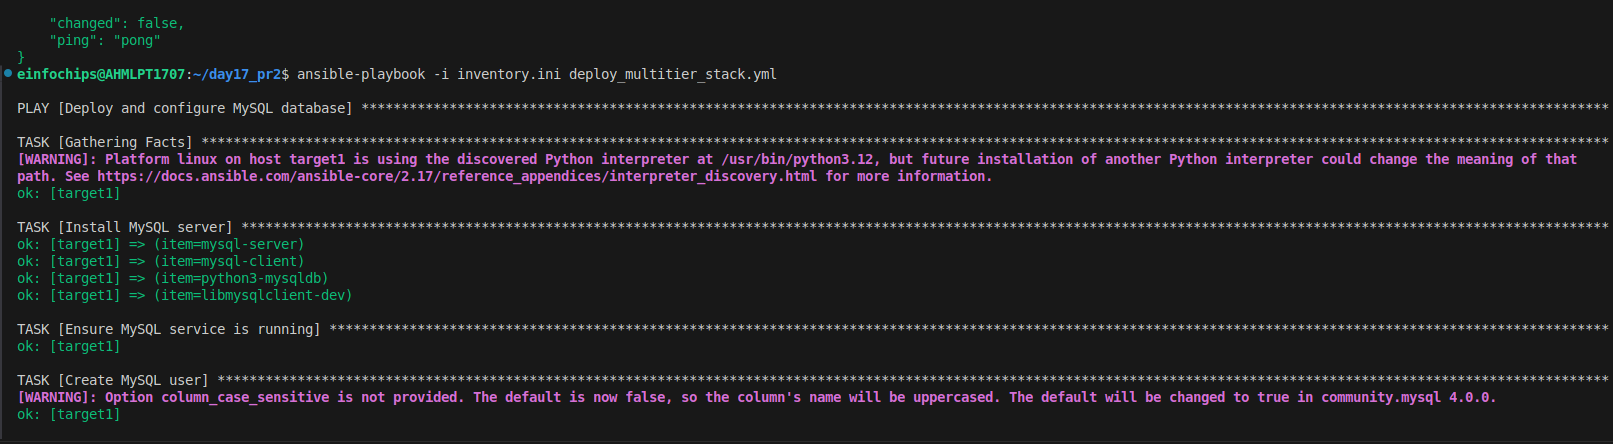 "changed": false,
    "ping": "pong"
}
einfochips@AHMLPT1707:~/day17_pr2$ ansible-playbook -i inventory.ini deploy_multitier_stack.yml
PLAY [Deploy and configure MySQL database] ************************************************************************************************************************************************************
TASK [Gathering Facts] ********************************************************************************************************************************************************************************
[WARNING]: Platform linux on host target1 is using the discovered Python interpreter at /usr/bin/python3.12, but future installation of another Python interpreter could change the meaning of that
path. See https://docs.ansible.com/ansible-core/2.17/reference_appendices/interpreter_discovery.html for more information.
ok: [target1]
TASK [Install MySQL server] ***************************************************************************************************************************************************************************
ok: [target1] => (item=mysql-server)
ok: [target1] => (item=mysql-client)
ok: [target1] => (item=python3-mysqldb)
ok: [target1] => (item=libmysqlclient-dev)
TASK [Ensure MySQL service is running] ****************************************************************************************************************************************************************
ok: [target1]
TASK [Create MySQL user] ******************************************************************************************************************************************************************************
[WARNING]: Option column_case_sensitive is not provided. The default is now false, so the column's name will be uppercased. The default will be changed to true in community.mysql 4.0.0.
ok: [target1]